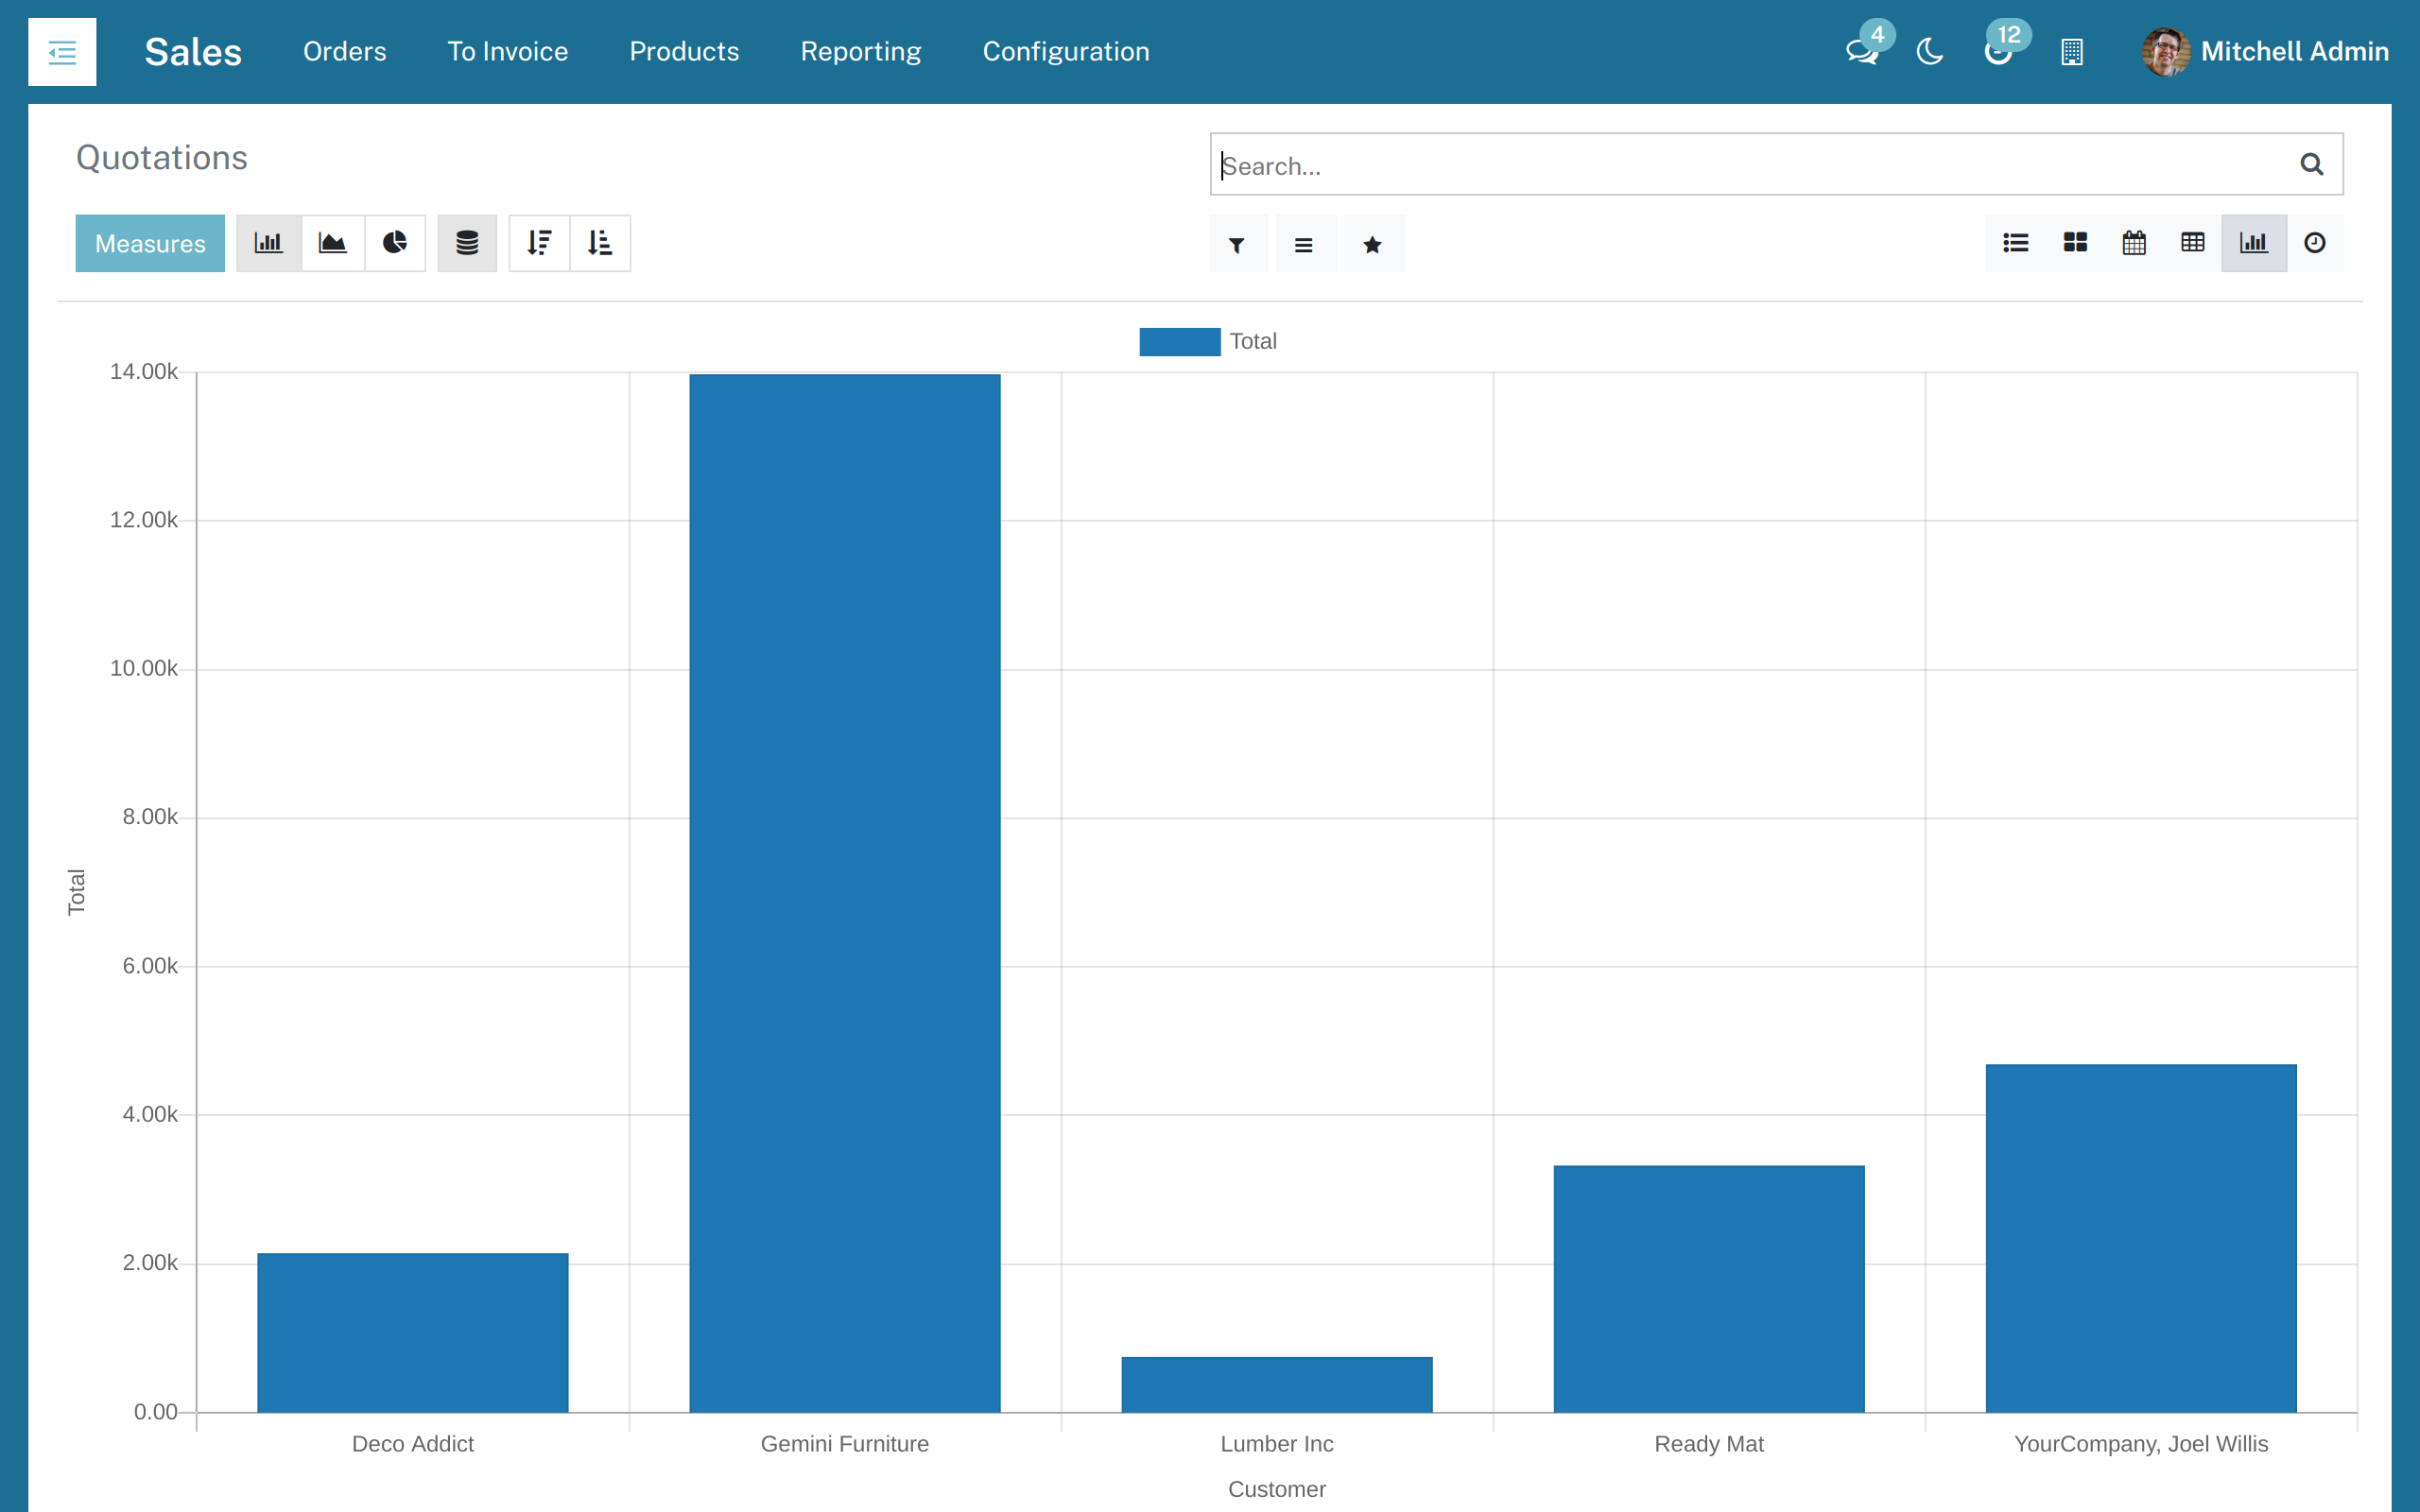 Sales Orders To Invoice Products Reporting Configuration 4 12 Mitchell Admin
Quotations
Search...
Measures
Total
14.00k
12.00k
10.00k
8.00k
6.00k
4.00k
2.00k
0.00
Total
Deco Addict Gemini Furniture Lumber Inc Ready Mat YourCompany, Joel Willis
Customer